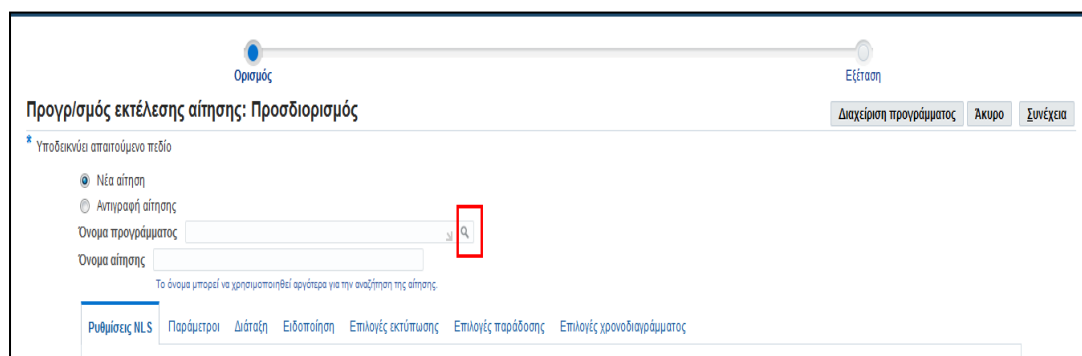 Ορισμός
Εξέταση
Προγρ/σμός εκτέλεσης αίτησης: Προσδιορισμός
Διαχείριση προγράμματος Άκυρο Συνέχεια
* Υποδεικνύει απαιτούμενο πεδίο
Νέα αίτηση
Αντιγραφή αίτησης
Όνομα προγράμματος
Όνομα αίτησης
Το όνομα μπορεί να χρησιμοποιηθεί αργότερα για την αναζήτηση της αίτησης.
Ρυθμίσεις NLS Παράμετροι Διάταξη Ειδοποίηση Επιλογές εκτύπωσης Επιλογές παράδοσης Επιλογές χρονοδιαγράμματος